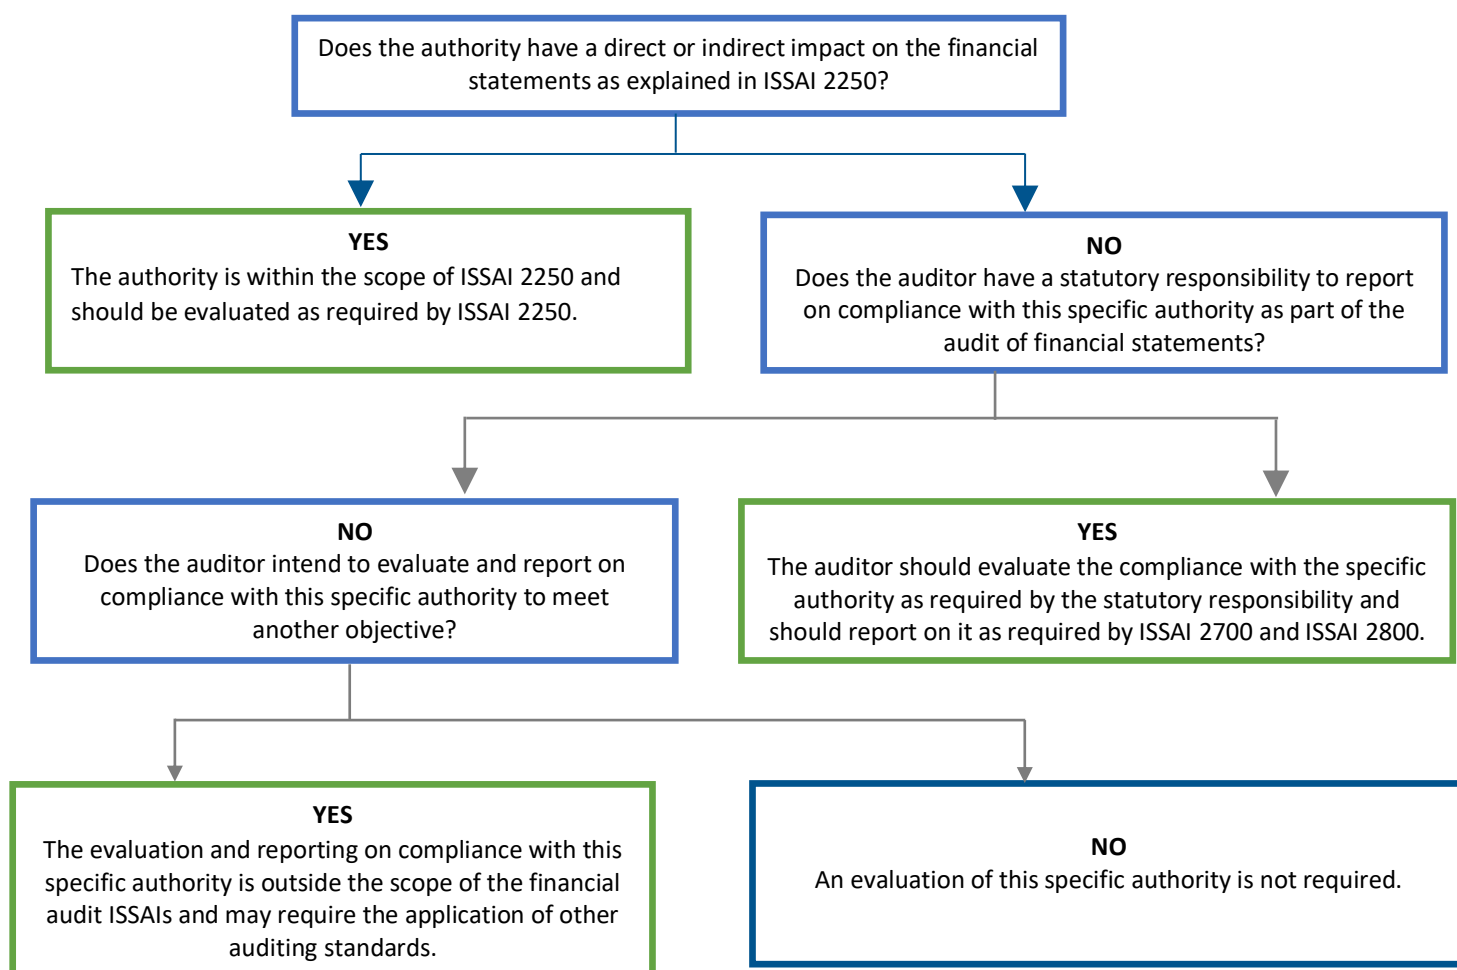 Does the authority have a direct or indirect impact on the financial
statements as explained in ISSAI 2250?
YES
The authority is within the scope of ISSAI 2250 and
should be evaluated as required by ISSAI 2250.
NO
Does the auditor have a statutory responsibility to report
on compliance with this specific authority as part of the
audit of financial statements?
NO
Does the auditor intend to evaluate and report on
compliance with this specific authority to meet
another objective?
YES
The auditor should evaluate the compliance with the specific
authority as required by the statutory responsibility and
should report on it as required by ISSAI 2700 and ISSAI 2800.
YES
The evaluation and reporting on compliance with this
specific authority is outside the scope of the financial
audit ISSAIs and may require the application of other
auditing standards.
NO
An evaluation of this specific authority is not required.